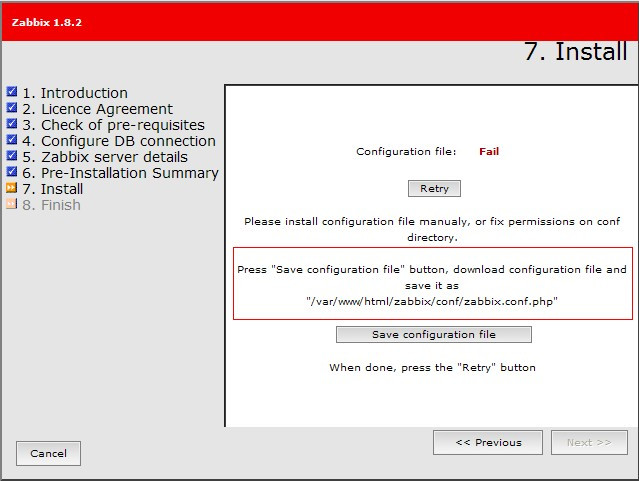 Zabbix 1.8.2
7. Install
1. Introduction
2. Licence Agreement
3. Check of pre-requisites
4. Configure DB connection
5. Zabbix server details
6. Pre-Installation Summary
7. Install
8. Finish
Configuration file: Fail
Retry
Please install configuration file manualy, or fix permissions on conf
directory.
Press "Save configuration file" button, download configuration file and
save it as
"/var/www/html/zabbix/conf/zabbix.conf.php"
Save configuration file
When done, press the "Retry" button
Cancel
<< Previous
Next >>